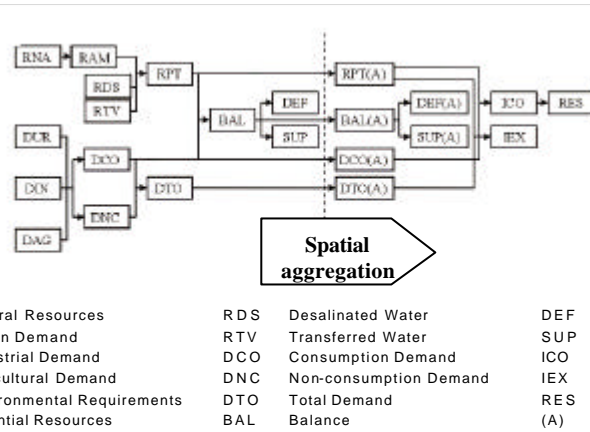 RNA RAM RPT RPT(A)
RDS DEF DEF(A) ICO RES
RTV BAL BAL(A)
DUR SUP SUP(A) IEX
DCO DCO(A)
DIN DTO DTO(A)
DNC
DAG
Spatial
aggregation
ral Resources RDS Desalinated Water DEF
n Demand RTV Transferred Water SUP
strial Demand DCO Consumption Demand ICO
ultural Demand DNC Non-consumption Demand IEX
ronmental Requirements DTO Total Demand RES
ntial Resources BAL Balance (A)